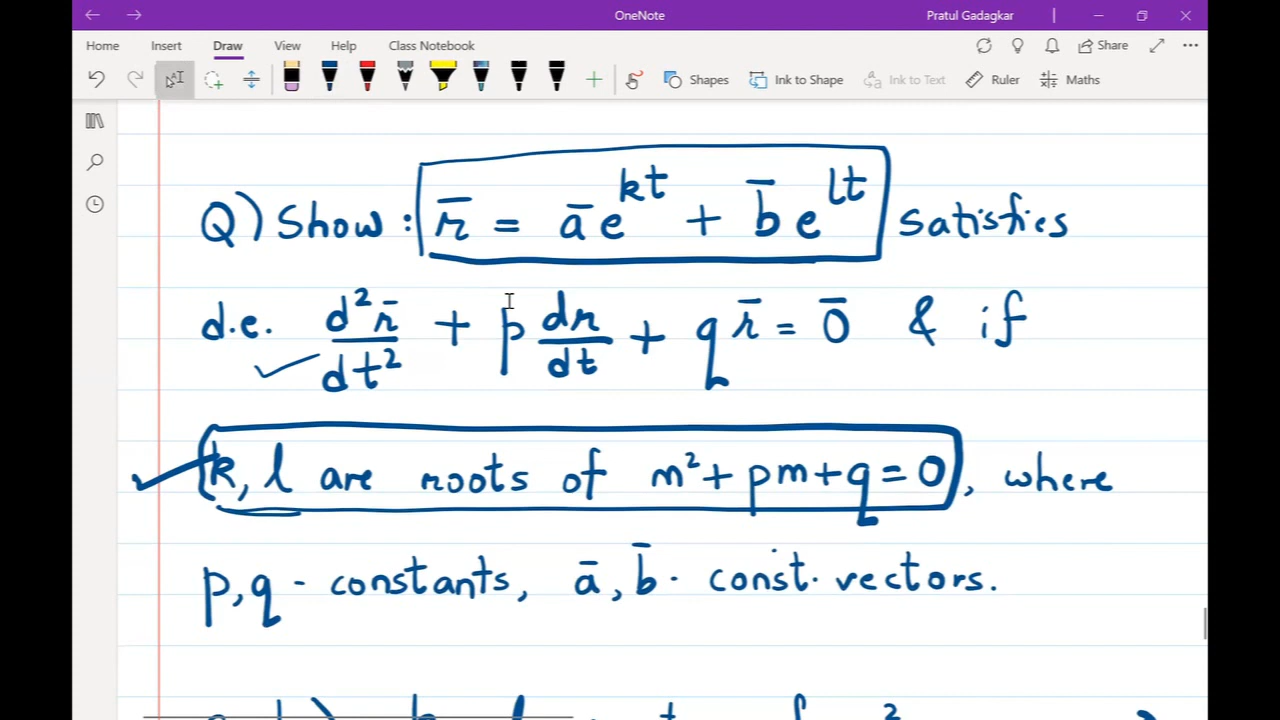 OneNote
Pratul Gadagkar
Home Insert Draw View Help Class Notebook
Share
Shapes Ink to Shape Ink to Text Ruler Maths
Q) Show : r̄ = āe^{kt} + b̄e^{lt} satisfies
d.e. d²r̄/dt² + p dr/dt + q r̄ = 0̄ & if
k, l are roots of m² + pm + q = 0, where
p, q - constants, ā, b̄ - const. vectors.